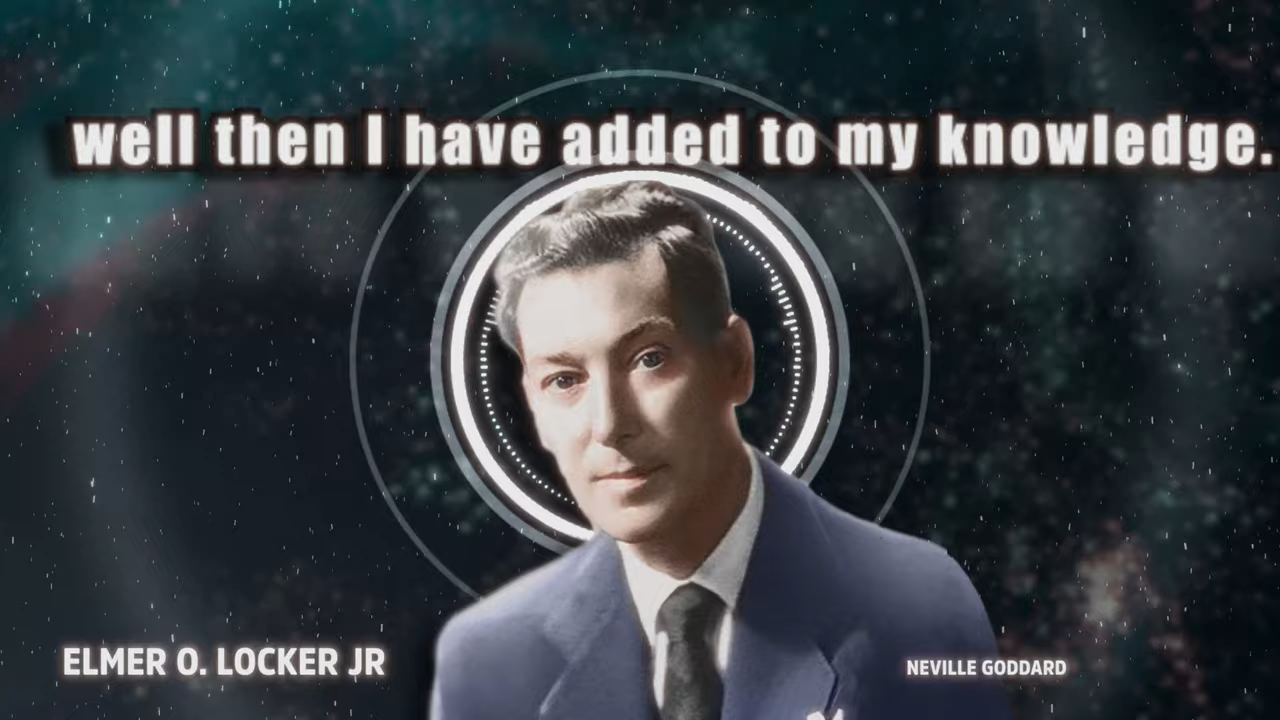 well then I have added to my knowledge.
ELMER O. LOCKER JR
NEVILLE GODDARD